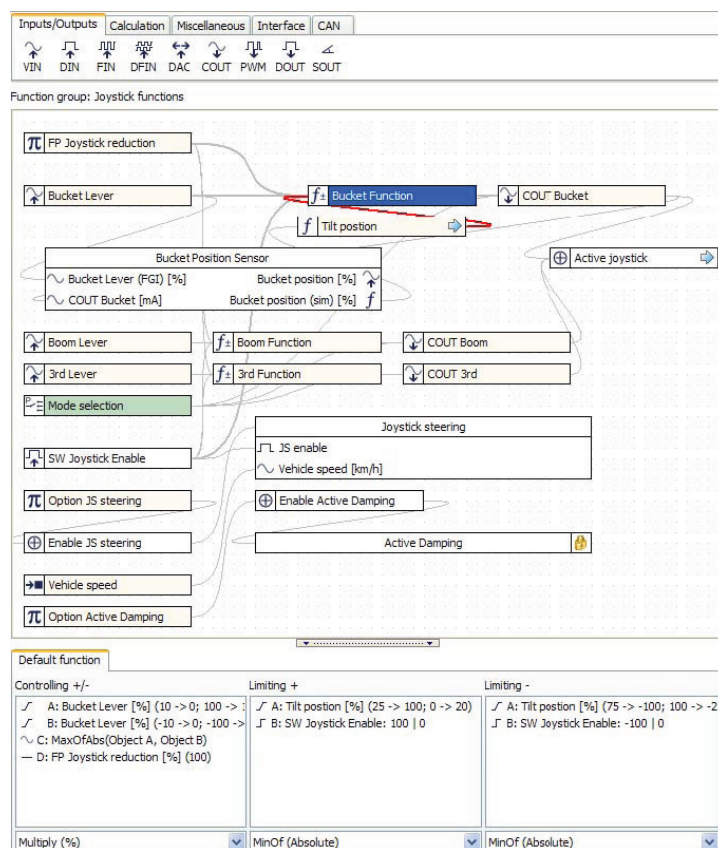 Inputs/Outputs Calculation Miscellaneous Interface CAN
VIN DIN FIN DFIN DAC COUT PWM DOUT SOUT
Function group: Joystick functions
π FP Joystick reduction
Bucket Lever
f± Bucket Function
COUT Bucket
f Tilt postion
Bucket Position Sensor
Active joystick
Bucket Lever (FGI) [%] Bucket position [%]
COUT Bucket [mA] Bucket position (sim) [%] f
Boom Lever
f± Boom Function
COUT Boom
3rd Lever
f± 3rd Function
COUT 3rd
P Mode selection
Joystick steering
JS enable
SW Joystick Enable
Vehicle speed [km/h]
π Option JS steering
Enable Active Damping
Enable JS steering
Active Damping
Vehicle speed
π Option Active Damping
Default function
Controlling +/- Limiting + Limiting -
A: Bucket Lever [%] (10 -> 0; 100 ->
B: Bucket Lever [%] (-10 -> 0; -100 ->
C: MaxOfAbs(Object A, Object B)
D: FP Joystick reduction [%] (100)
A: Tilt postion [%] (25 -> 100; 0 -> 20)
B: SW Joystick Enable: 100 | 0
A: Tilt postion [%] (75 -> -100; 100 -> -2
B: SW Joystick Enable: -100 | 0
Multiply (%) MinOf (Absolute) MinOf (Absolute)